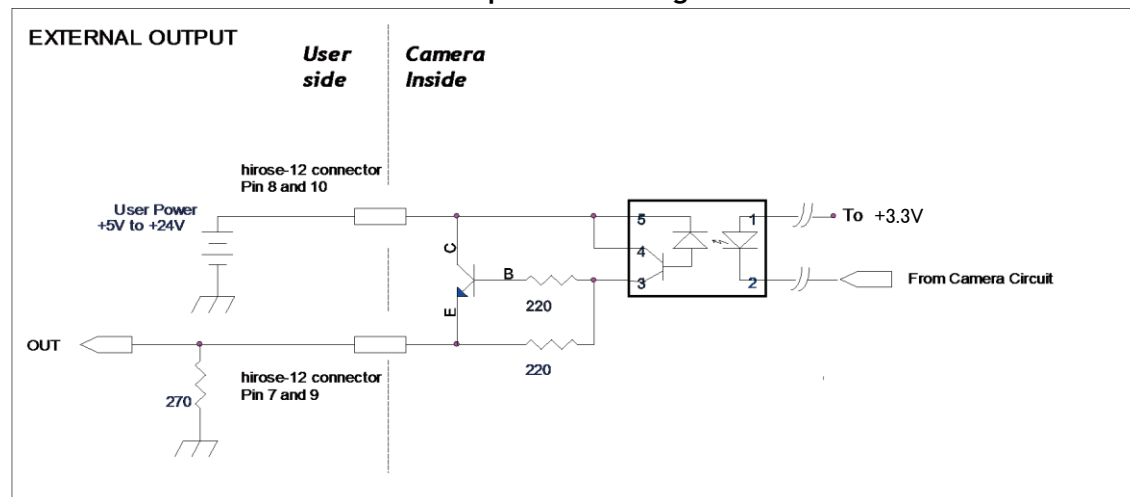 EXTERNAL OUTPUT
User
side
Camera
Inside
hirose-12 connector
Pin 8 and 10
User Power
+5V to +24V
5
1
To +3.3V
C
4
B
3
2
From Camera Circuit
220
E
OUT
220
hirose-12 connector
Pin 7 and 9
270